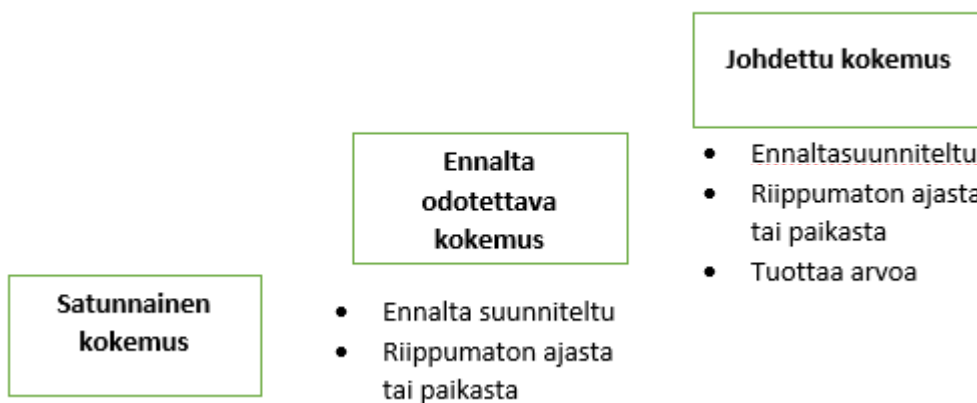 Johdettu kokemus
• Ennaltasuunniteltu
• Riippumaton ajasta
tai paikasta
• Tuottaa arvoa
Ennalta
odotettava
kokemus
• Ennalta suunniteltu
• Riippumaton ajasta
tai paikasta
Satunnainen
kokemus